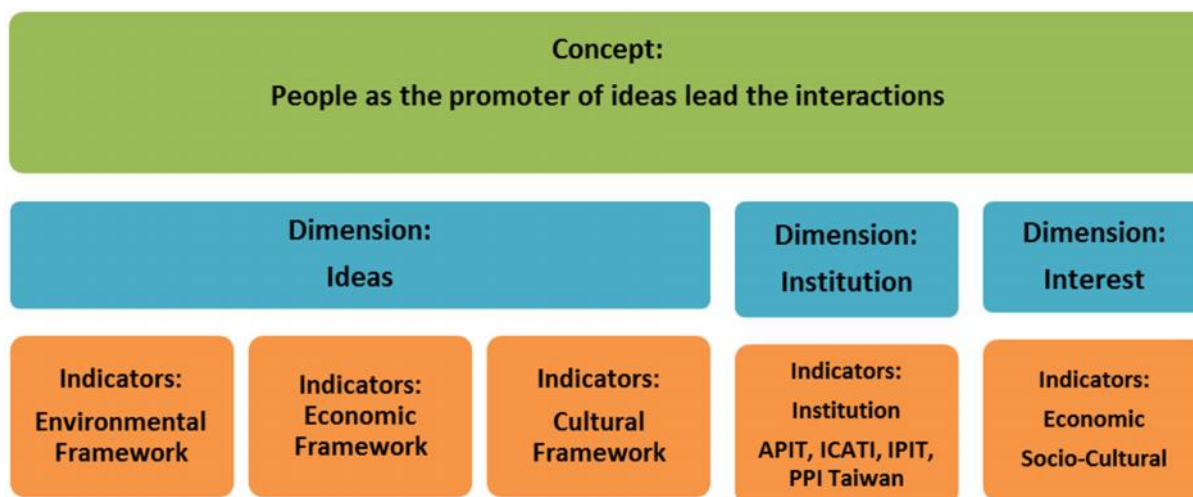 Concept:
People as the promoter of ideas lead the interactions
Dimension:
Ideas
Dimension:
Institution
Dimension:
Interest
Indicators:
Environmental
Framework
Indicators:
Economic
Framework
Indicators:
Cultural
Framework
Indicators:
Institution
APIT, ICATI, IPIT,
PPI Taiwan
Indicators:
Economic
Socio-Cultural